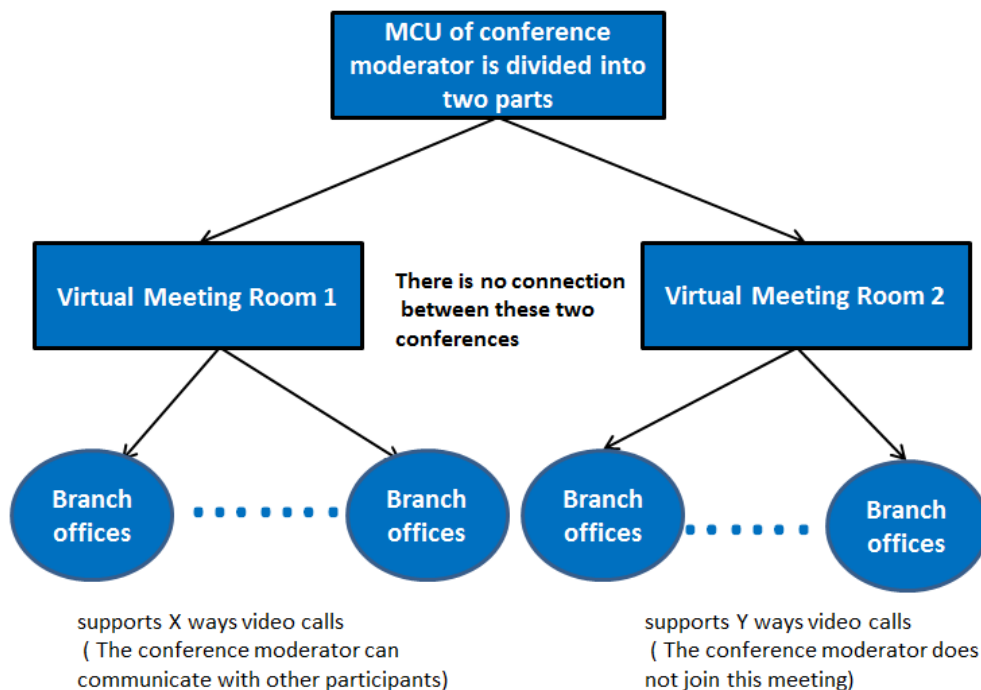 MCU of conference
moderator is divided into
two parts
Virtual Meeting Room 1
There is no connection
between these two
conferences
Virtual Meeting Room 2
Branch
offices
Branch
offices
Branch
offices
Branch
offices
supports X ways video calls
( The conference moderator can
communicate with other participants)
supports Y ways video calls
( The conference moderator does
not join this meeting)